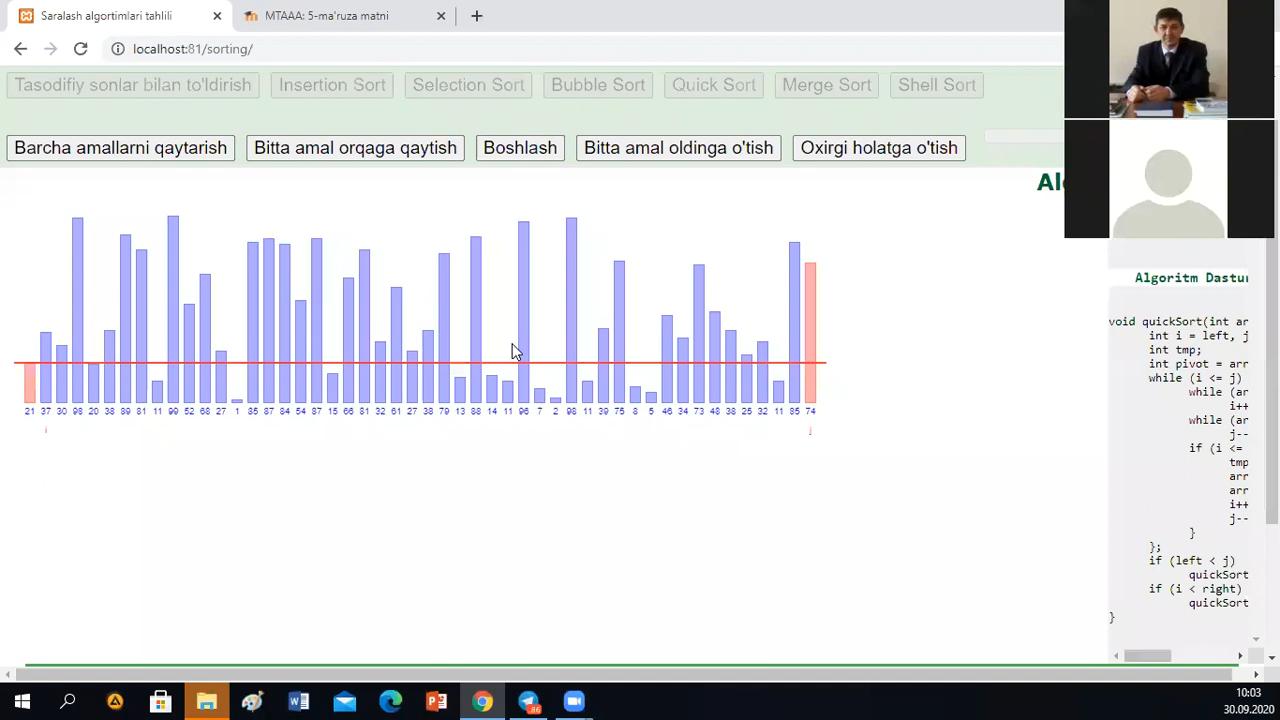 Saralash algortimlari tahlili
MTAAA: 5-ma'ruza matni
localhost:81/sorting/
Tasodifiy sonlar bilan to'ldirish Insertion Sort Selection Sort Bubble Sort Quick Sort Merge Sort Shell Sort
Barcha amallarni qaytarish Bitta amal orqaga qaytish Boshlash Bitta amal oldinga o'tish Oxirgi holatga o'tish
21 37 30 98 20 38 89 81 11 99 52 68 27 1 85 87 84 54 87 15 66 81 32 61 27 38 79 13 88 14 11 96 7 2 98 11 39 75 8 5 46 34 73 48 38 25 32 11 85 74
i j
Algoritm Dastur
void quickSort(int ar
int i = left, j
int tmp;
int pivot = arr
while (i <= j)
while (ar
i++
while (ar
j--
if (i <=
tmp
arr
arr
i++
j--
}
};
if (left < j)
quickSort
if (i < right)
quickSort
}
86
10:03
30.09.2020